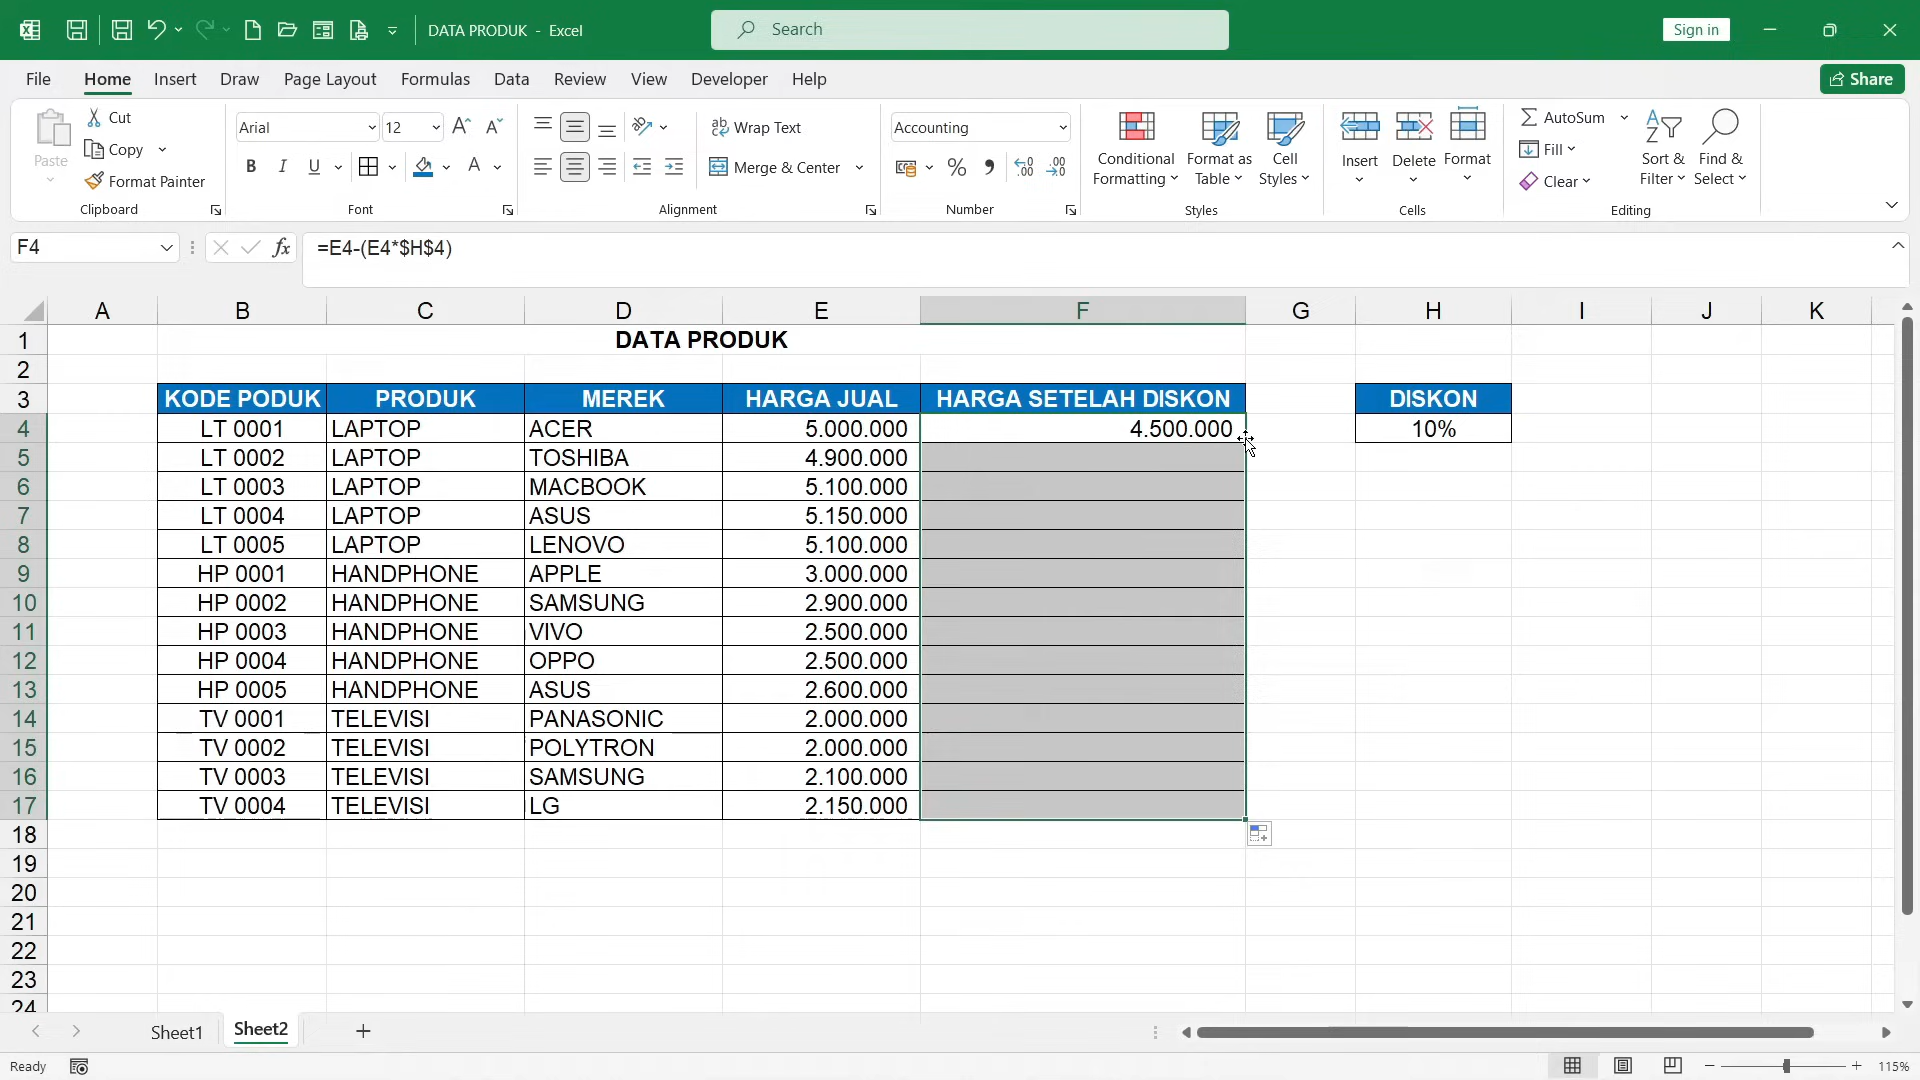 DATA PRODUK - Excel
Search
Sign in
File Home Insert Draw Page Layout Formulas Data Review View Developer Help
Share
Paste
Cut
Copy
Format Painter
Clipboard
Arial 12
B I U
Font
Wrap Text
Merge & Center
Alignment
Accounting
%
Number
Conditional Formatting
Format as Table
Cell Styles
Styles
Insert
Delete
Format
Cells
AutoSum
Fill
Clear
Sort & Filter
Find & Select
Editing
F4
fx
=E4-(E4*$H$4)
A B C D E F G H I J K
1 DATA PRODUK
2
3 KODE PODUK PRODUK MEREK HARGA JUAL HARGA SETELAH DISKON DISKON
4 LT 0001 LAPTOP ACER 5.000.000 4.500.000 10%
5 LT 0002 LAPTOP TOSHIBA 4.900.000
6 LT 0003 LAPTOP MACBOOK 5.100.000
7 LT 0004 LAPTOP ASUS 5.150.000
8 LT 0005 LAPTOP LENOVO 5.100.000
9 HP 0001 HANDPHONE APPLE 3.000.000
10 HP 0002 HANDPHONE SAMSUNG 2.900.000
11 HP 0003 HANDPHONE VIVO 2.500.000
12 HP 0004 HANDPHONE OPPO 2.500.000
13 HP 0005 HANDPHONE ASUS 2.600.000
14 TV 0001 TELEVISI PANASONIC 2.000.000
15 TV 0002 TELEVISI POLYTRON 2.000.000
16 TV 0003 TELEVISI SAMSUNG 2.100.000
17 TV 0004 TELEVISI LG 2.150.000
18
19
20
21
22
23
24
Sheet1 Sheet2
Ready
115%